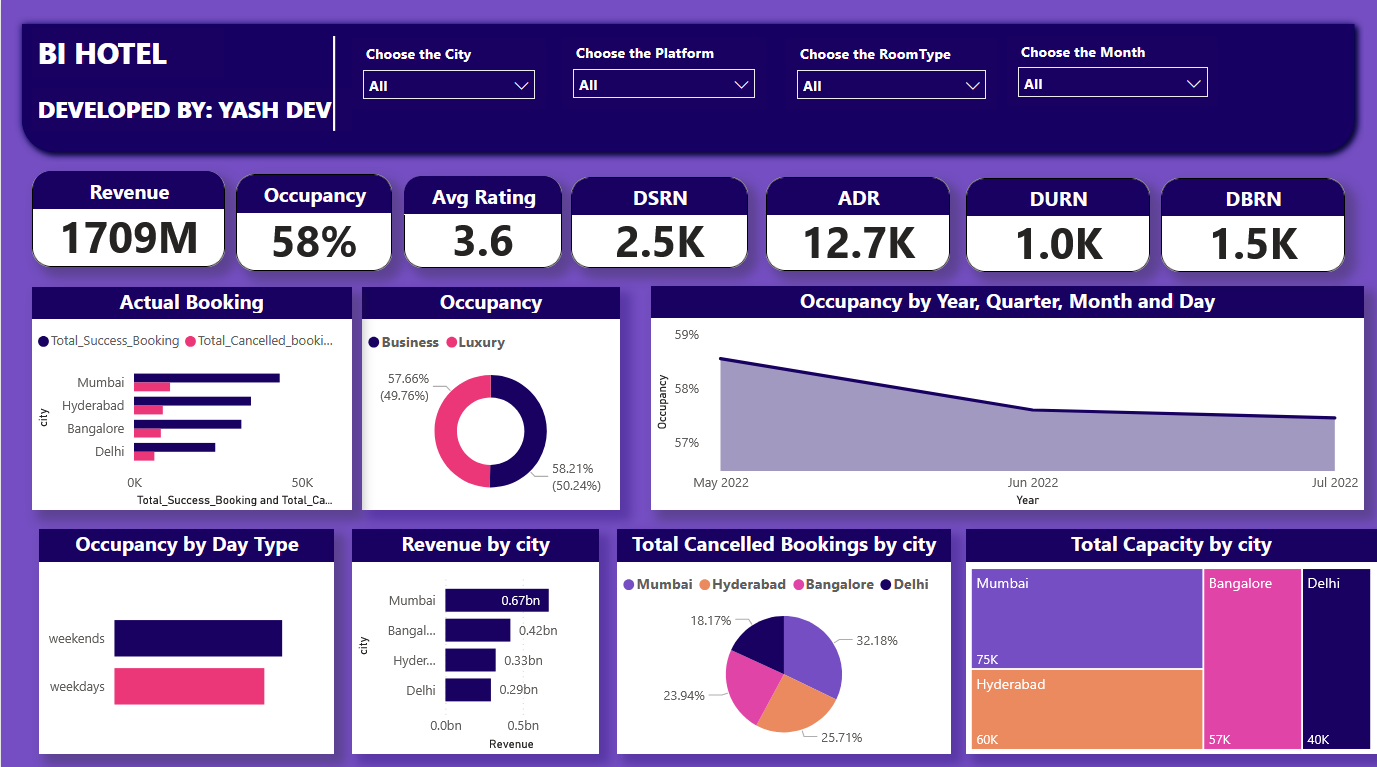 BI HOTEL
DEVELOPED BY: YASH DEV
Choose the City
All
Choose the Platform
All
Choose the RoomType
All
Choose the Month
All
Revenue
1709M
Occupancy
58%
Avg Rating
3.6
DSRN
2.5K
ADR
12.7K
DURN
1.0K
DBRN
1.5K
Actual Booking
Total_Success_Booking Total_Cancelled_booki...
city
Mumbai
Hyderabad
Bangalore
Delhi
0K 50K
Total_Success_Booking and Total_Ca...
Occupancy
Business Luxury
57.66%
(49.76%)
58.21%
(50.24%)
Occupancy by Year, Quarter, Month and Day
Occupancy
59%
58%
57%
May 2022 Jun 2022 Jul 2022
Year
Occupancy by Day Type
weekends
weekdays
Revenue by city
city
Mumbai 0.67bn
Bangal... 0.42bn
Hyder... 0.33bn
Delhi 0.29bn
0.0bn 0.5bn
Revenue
Total Cancelled Bookings by city
Mumbai Hyderabad Bangalore Delhi
18.17%
32.18%
23.94%
25.71%
Total Capacity by city
Mumbai
75K
Hyderabad
60K
Bangalore
57K
Delhi
40K